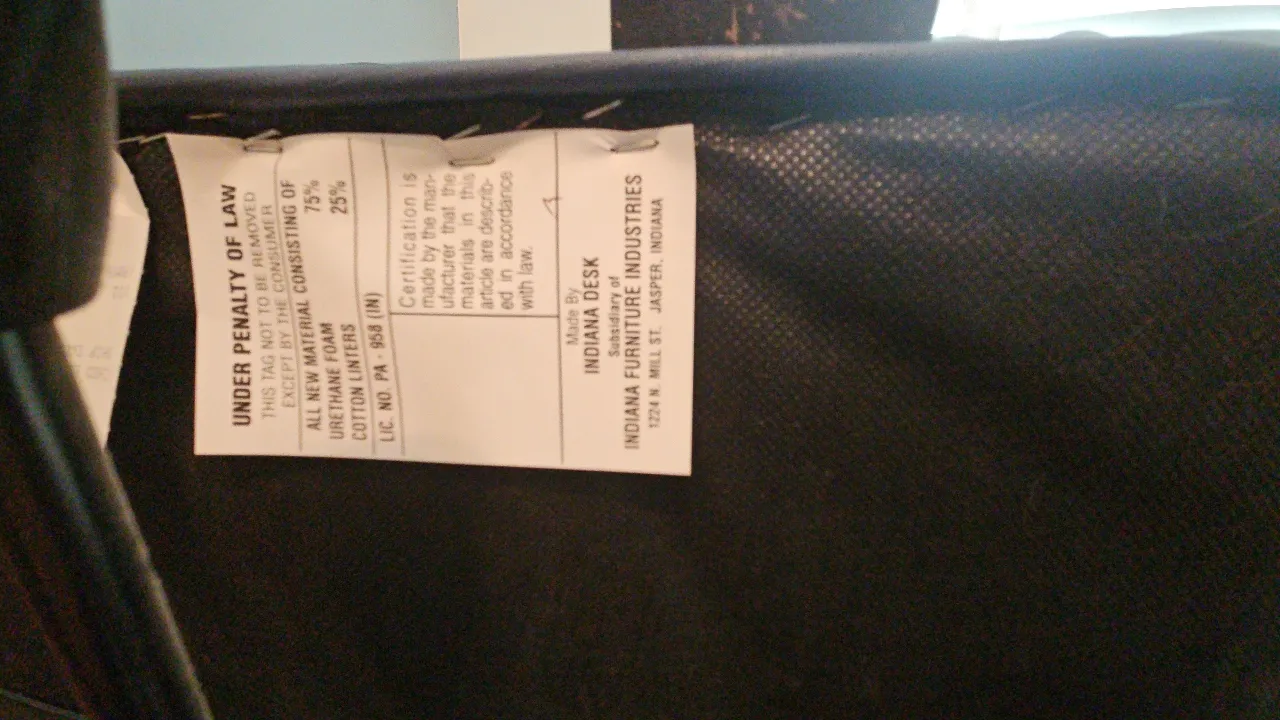 UNDER PENALTY OF LAW
THIS TAG NOT TO BE REMOVED
EXCEPT BY THE CONSUMER
ALL NEW MATERIAL CONSISTING OF
URETHANE FOAM 75%
COTTON LINTERS 25%
LIC. NO. PA - 958 (IN)
Certification is
made by the man-
ufacturer that the
materials in this
article are describ-
ed in accordance
with law.
Made By
INDIANA DESK
Subsidiary of
INDIANA FURNITURE INDUSTRIES
1224 N. MILL ST. JASPER, INDIANA